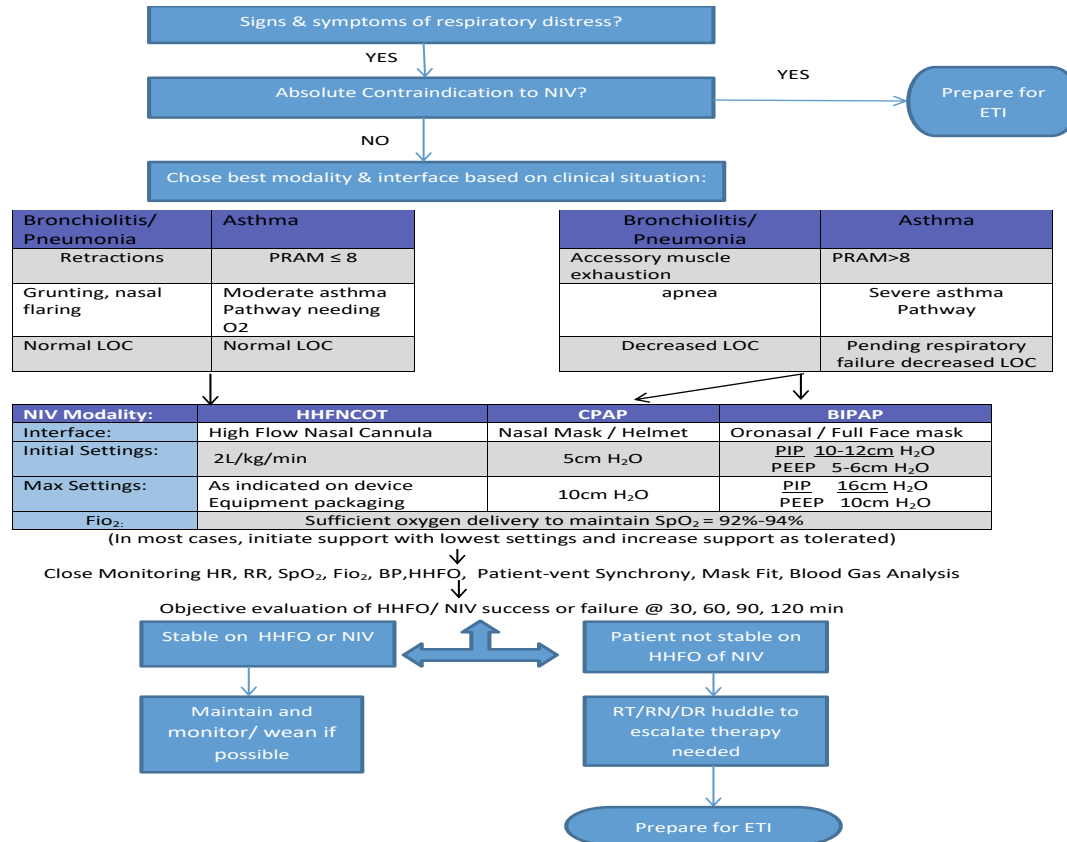 Signs & symptoms of respiratory distress?
YES
Absolute Contraindication to NIV?
YES
Prepare for
ETI
NO
Chose best modality & interface based on clinical situation:
Bronchiolitis/
Pneumonia
Asthma
Retractions
PRAM ≤ 8
Grunting, nasal
flaring
Moderate asthma
Pathway needing
O2
Normal LOC
Normal LOC
Bronchiolitis/
Pneumonia
Asthma
Accessory muscle
exhaustion
PRAM>8
apnea
Severe asthma
Pathway
Decreased LOC
Pending respiratory
failure decreased LOC
NIV Modality:
HHFNCOT
CPAP
BIPAP
Interface:
High Flow Nasal Cannula
Nasal Mask / Helmet
Oronasal / Full Face mask
Initial Settings:
2L/kg/min
5cm H₂O
PIP 10-12cm H₂O
PEEP 5-6cm H₂O
Max Settings:
As indicated on device
Equipment packaging
10cm H₂O
PIP 16cm H₂O
PEEP 10cm H₂O
Fio₂:
Sufficient oxygen delivery to maintain SpO₂ = 92%-94%
(In most cases, initiate support with lowest settings and increase support as tolerated)
Close Monitoring HR, RR, SpO₂, Fio₂, BP,HHFO, Patient-vent Synchrony, Mask Fit, Blood Gas Analysis
Objective evaluation of HHFO/ NIV success or failure @ 30, 60, 90, 120 min
Stable on HHFO or NIV
Patient not stable on
HHFO of NIV
Maintain and
monitor/ wean if
possible
RT/RN/DR huddle to
escalate therapy
needed
Prepare for ETI